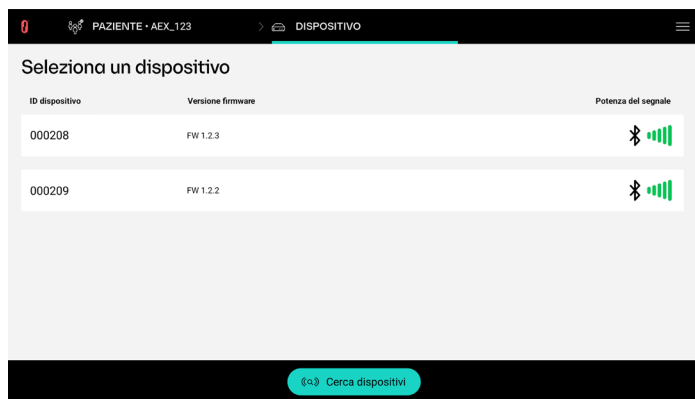 PAZIENTE • AEX_123 > DISPOSITIVO
Seleziona un dispositivo
ID dispositivo Versione firmware Potenza del segnale
000208 FW 1.2.3
000209 FW 1.2.2
Cerca dispositivi